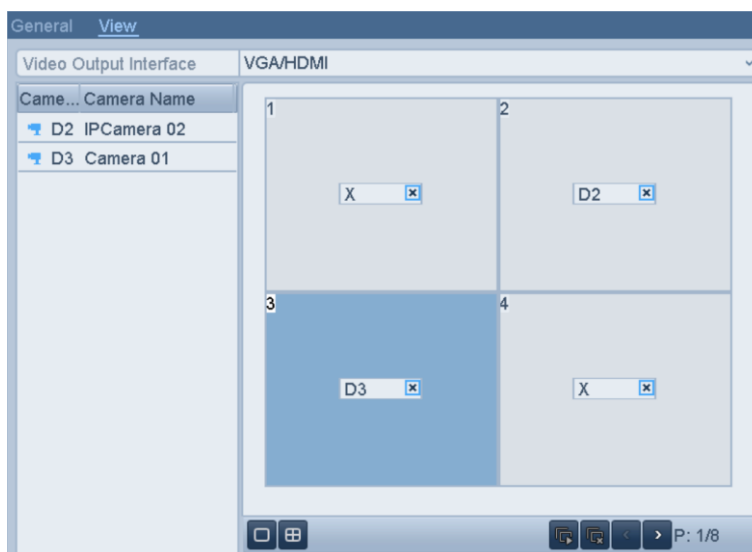 General View
Video Output Interface VGA/HDMI
Came... Camera Name
D2 IPCamera 02
D3 Camera 01
1 2
X D2
3 4
D3 X
P: 1/8